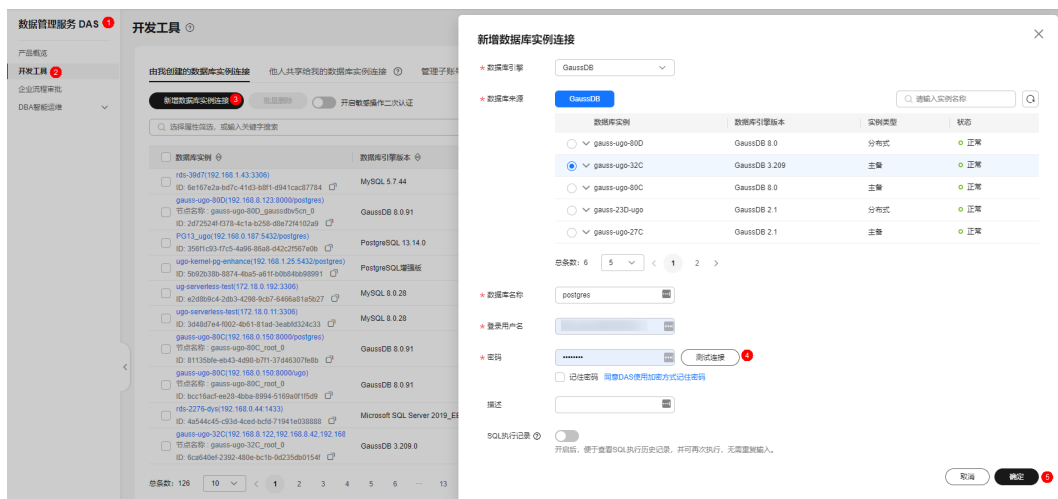 数据管理服务 DAS 1
产品概览
开发工具 2
企业流程审批
DBA智能运维
开发工具
由我创建的数据库实例连接 他人共享给我的数据库实例连接 管理子账号
新增数据库实例连接 3 批量删除 开启敏感操作二次认证
选择属性筛选，或输入关键字搜索
数据库实例 数据库引擎版本
rds-39d7(192.168.1.43:3306)
ID: 6e167e2a-bd7c-41d3-b8f1-d941cac87784
MySQL 5.7.44
gauss-ugo-80D(192.168.8.123:8000/postgres)
节点名称 : gauss-ugo-80D_gaussdbv5cn_0
ID: 2d72524f-f378-4c1a-b258-d8e72f4102a9
GaussDB 8.0.91
PG13_ugo(192.168.0.187:5432/postgres)
ID: 356f1c93-f7c5-4a96-86a8-d42c2f567e0b
PostgreSQL 13.14.0
ugo-kernel-pg-enhance(192.168.1.25:5432/postgres)
ID: 5b92b38b-8874-4ba5-a61f-b0b84bb98991
PostgreSQL增强版
ug-serverless-test(172.18.0.192:3306)
ID: e2d8b9c4-2db3-4298-9cb7-6466a81a5b27
MySQL 8.0.28
ugo-serverless-test(172.18.0.11:3306)
ID: 3d48d7e4-f002-4b61-81ad-3eabfd324c33
MySQL 8.0.28
gauss-ugo-80C(192.168.0.150:8000/postgres)
节点名称 : gauss-ugo-80C_root_0
ID: 81135bfe-eb43-4d98-b7f1-37d46307fe8b
GaussDB 8.0.91
gauss-ugo-80C(192.168.0.150:8000/ugo)
节点名称 : gauss-ugo-80C_root_0
ID: bcc16acf-ee28-4bba-8994-5169a0f1f5d9
GaussDB 8.0.91
rds-2276-dys(192.168.0.44:1433)
ID: 4a544c45-c93d-4ced-bcfd-71941e038888
Microsoft SQL Server 2019_EE
gauss-ugo-32C(192.168.8.122,192.168.8.42,192.168
节点名称 : gauss-ugo-32C_root_0
ID: 6ca640ef-2392-480e-bc1b-0d235db0154f
GaussDB 3.209.0
总条数: 126 10 < 1 2 3 4 5 6 ... 13
新增数据库实例连接
* 数据库引擎 GaussDB
* 数据库来源 GaussDB 请输入实例名称
数据库实例 数据库引擎版本 实例类型 状态
gauss-ugo-80D GaussDB 8.0 分布式 正常
gauss-ugo-32C GaussDB 3.209 主备 正常
gauss-ugo-80C GaussDB 8.0 主备 正常
gauss-23D-ugo GaussDB 2.1 分布式 正常
gauss-ugo-27C GaussDB 2.1 主备 正常
总条数: 6 5 < 1 2 >
* 数据库名称 postgres
* 登录用户名
* 密码 ········ 测试连接 4
记住密码 同意DAS使用加密方式记住密码
描述
SQL执行记录
开启后，便于查看SQL执行历史记录，并可再次执行，无需重复输入。
取消 确定 5